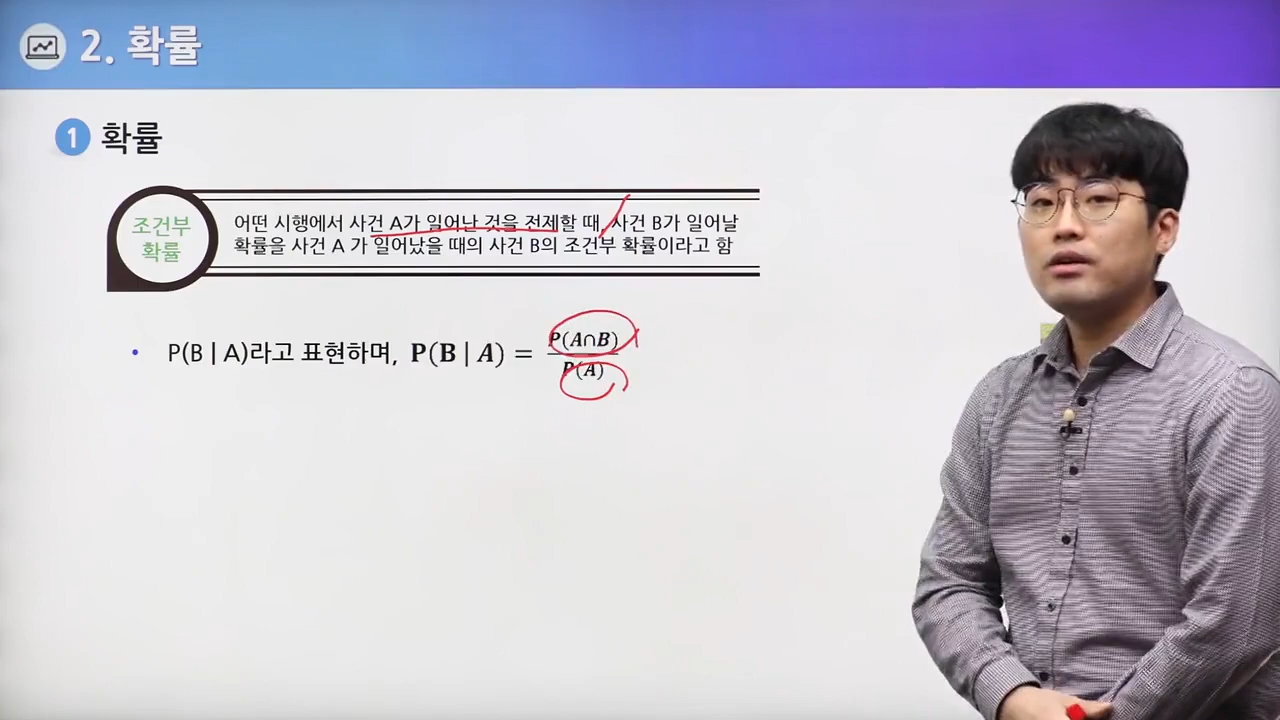 2. 확률
1 확률
조건부
확률
어떤 시행에서 사건 A가 일어난 것을 전제할 때, 사건 B가 일어날
확률을 사건 A 가 일어났을 때의 사건 B의 조건부 확률이라고 함
• P(B | A)라고 표현하며, P(B | A) = P(A∩B)
P(A)